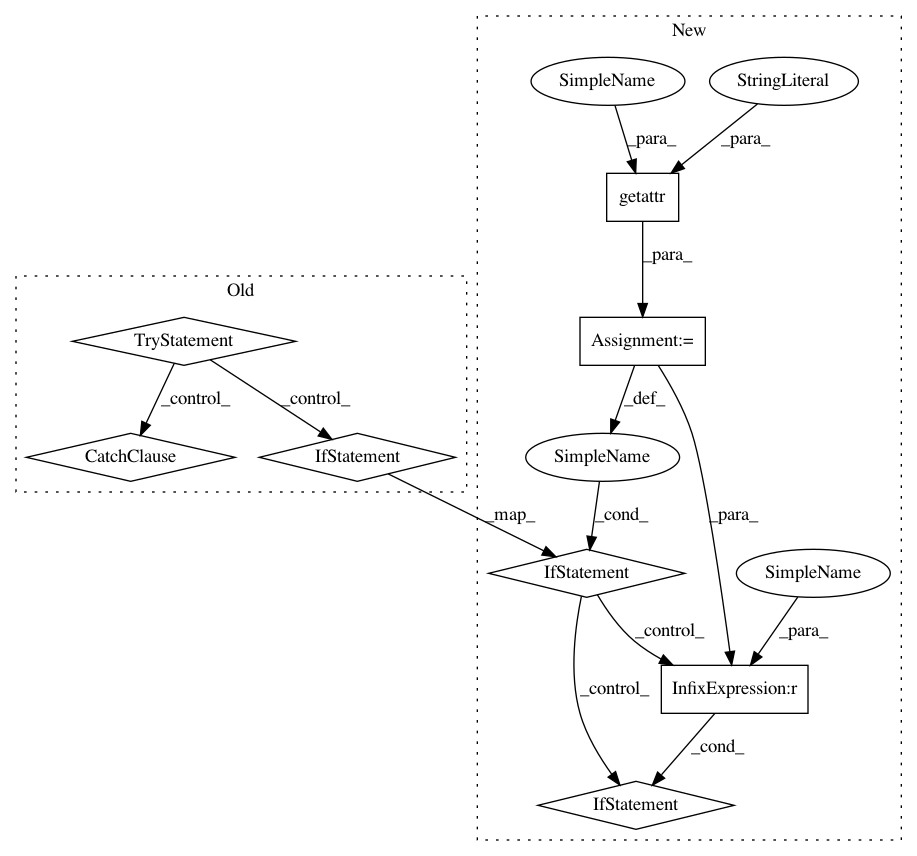 New
SimpleName
StringLiteral
_para_
_para_
getattr
_para_
Old
TryStatement
Assignment:=
_control_
_control_
_def_
CatchClause
IfStatement
SimpleName
_map_
_cond_
_para_
IfStatement
SimpleName
_control_
_para_
_control_
InfixExpression:r
_cond_
IfStatement